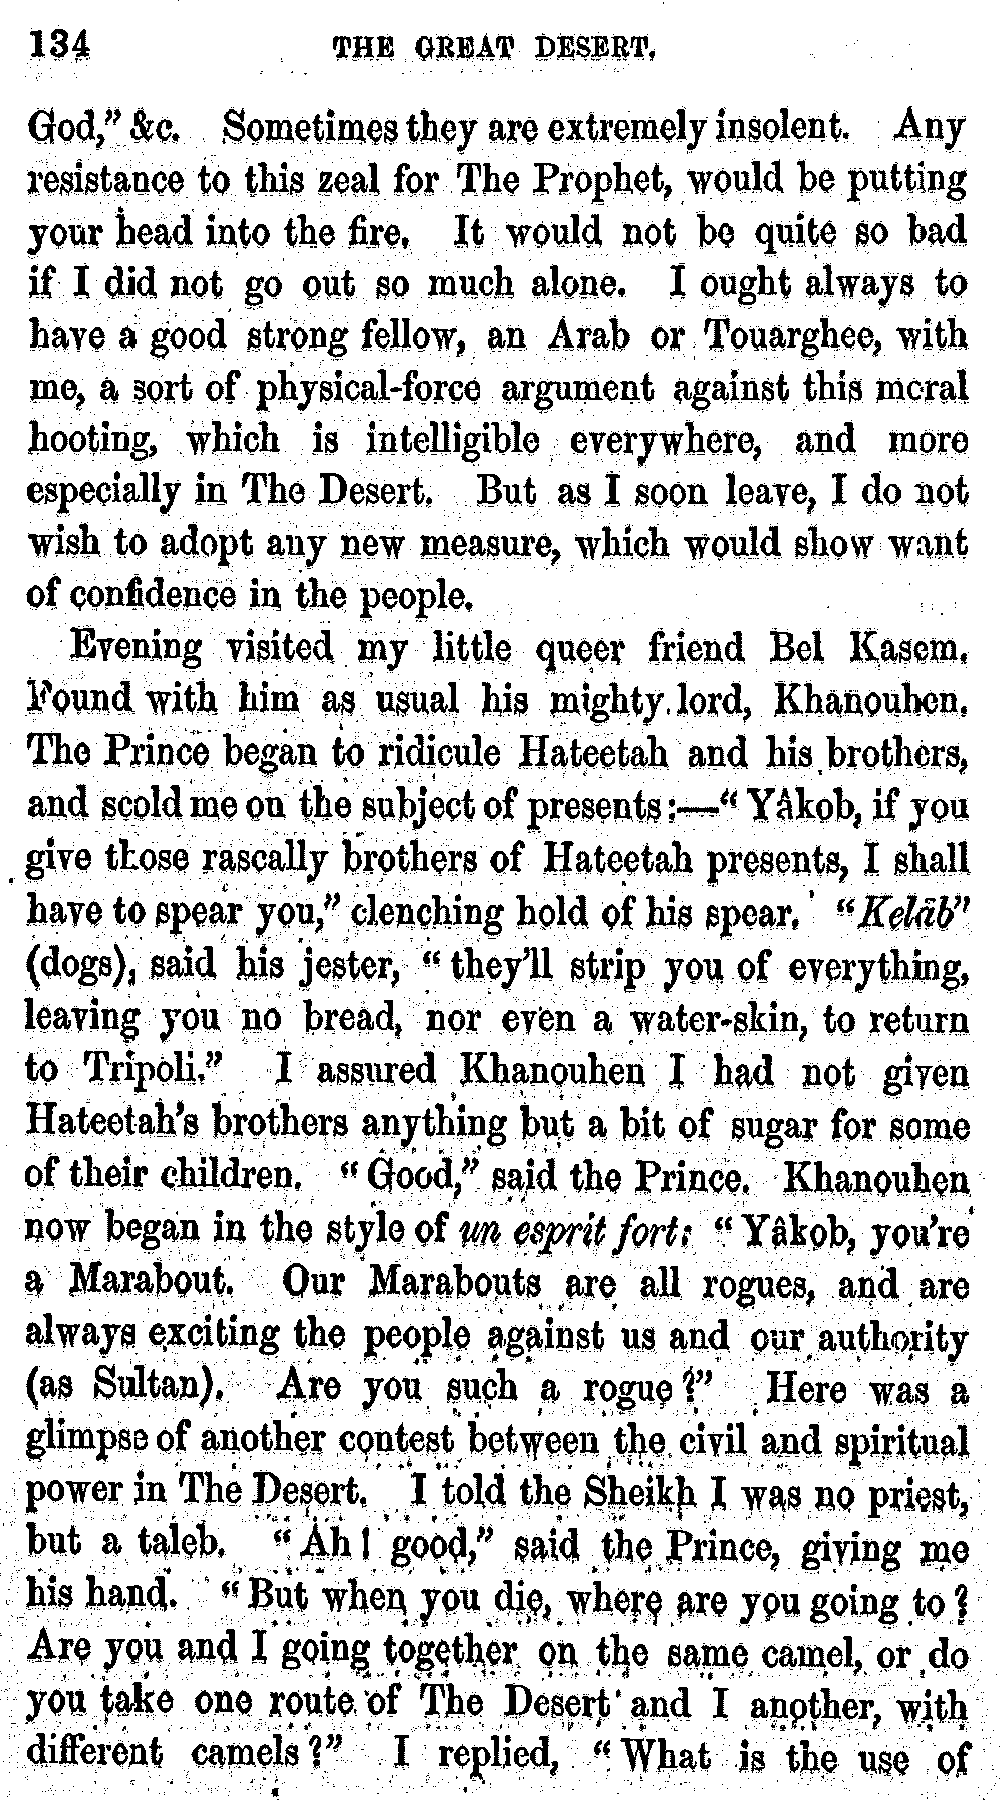 134 THE GREAT DESERT.
God," &c. Sometimes they are extremely insolent. Any
resistance to this zeal for The Prophet, would be putting
your head into the fire. It would not be quite so bad
if I did not go out so much alone. I ought always to
have a good strong fellow, an Arab or Touarghee, with
me, a sort of physical-force argument against this moral
hooting, which is intelligible everywhere, and more
especially in The Desert. But as I soon leave, I do not
wish to adopt any new measure, which would show want
of confidence in the people.
Evening visited my little queer friend Bel Kasem.
Found with him as usual his mighty lord, Khanouhen.
The Prince began to ridicule Hateetah and his brothers,
and scold me on the subject of presents:—"Yâkob, if you
give those rascally brothers of Hateetah presents, I shall
have to spear you," clenching hold of his spear. "Kelāb"
(dogs), said his jester, "they'll strip you of everything,
leaving you no bread, nor even a water-skin, to return
to Tripoli." I assured Khanouhen I had not given
Hateetah's brothers anything but a bit of sugar for some
of their children. "Good," said the Prince. Khanouhen
now began in the style of un esprit fort: "Yâkob, you're
a Marabout. Our Marabouts are all rogues, and are
always exciting the people against us and our authority
(as Sultan). Are you such a rogue?" Here was a
glimpse of another contest between the civil and spiritual
power in The Desert. I told the Sheikh I was no priest,
but a taleb. "Ah! good," said the Prince, giving me
his hand. "But when you die, where are you going to?
Are you and I going together on the same camel, or do
you take one route of The Desert and I another, with
different camels?" I replied, "What is the use of